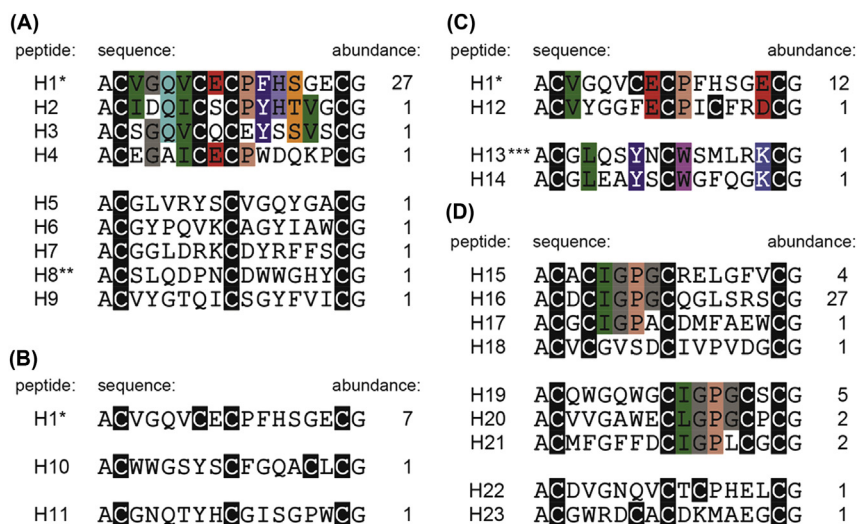 (A)
peptide: sequence: abundance:
H1* ACVGQVCECPFHSGECG 27
H2 ACIDQICSCPYHTVGCG 1
H3 ACSGQVCQCEYSSVSCG 1
H4 ACEGAICECPWDQKPCG 1
H5 ACGLVRYSCVGQYGACG 1
H6 ACGYPQVKCAGYIAWCG 1
H7 ACGGLDRKCDYRFFSCG 1
H8** ACSLQDPNCDWWGHYCG 1
H9 ACVYGTQICSGYFVICG 1
(B)
peptide: sequence: abundance:
H1* ACVGQVCECPFHSGECG 7
H10 ACWWGSYSCFGQACLCG 1
H11 ACGNQTYHCGISGPWCG 1
(C)
peptide: sequence: abundance:
H1* ACVGQVCECPFHSGECG 12
H12 ACVYGGFECPICFRDCG 1
H13*** ACGLQSYNCWSMLRKCG 1
H14 ACGLEAYSCWGFQGKCG 1
(D)
peptide: sequence: abundance:
H15 ACACIGPGCRELGFVCG 4
H16 ACDCIGPGCQGLSRSCG 27
H17 ACGCIGPACDMFAEWCG 1
H18 ACVCGVSDCIVPVDGCG 1
H19 ACQWGQWGCIGPGCSCG 5
H20 ACVVGAWECLGPGCPCG 2
H21 ACMFGFFDCIGPLCGCG 2
H22 ACDVGNQVCTCPHELCG 1
H23 ACGWRDCACDKMAEGCG 1